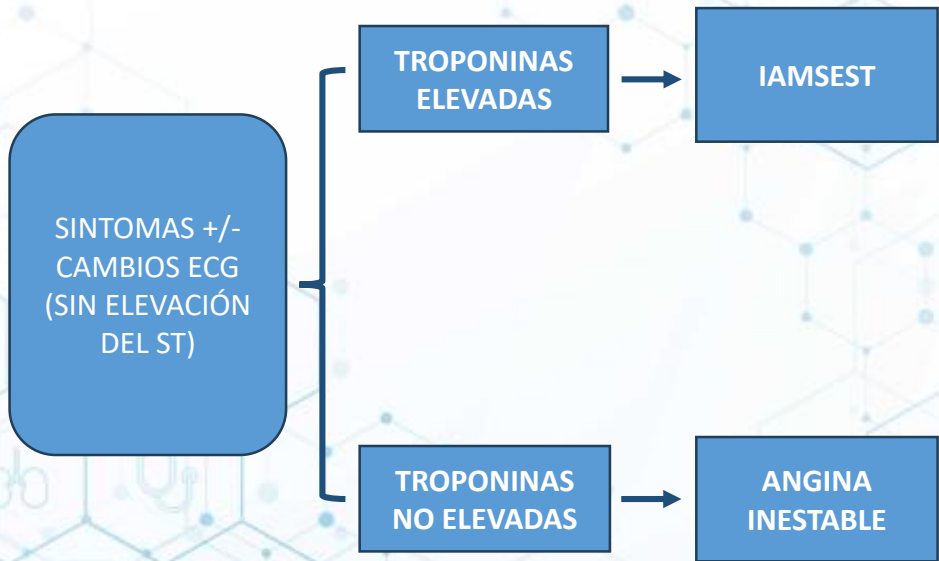 TROPONINAS
ELEVADAS
IAMSEST
SINTOMAS +/-
CAMBIOS ECG
(SIN ELEVACIÓN
DEL ST)
TROPONINAS
NO ELEVADAS
ANGINA
INESTABLE